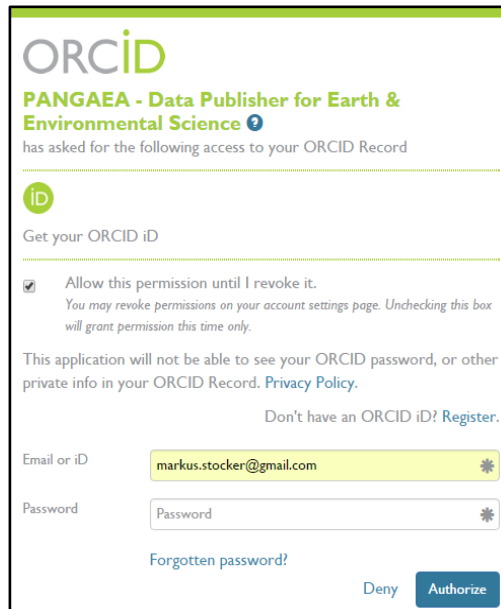 ORCiD
PANGAEA - Data Publisher for Earth &
Environmental Science ?
has asked for the following access to your ORCID Record
iD
Get your ORCID iD
Allow this permission until I revoke it.
You may revoke permissions on your account settings page. Unchecking this box
will grant permission this time only.
This application will not be able to see your ORCID password, or other
private info in your ORCID Record. Privacy Policy.
Don't have an ORCID iD? Register.
Email or iD markus.stocker@gmail.com
Password Password
Forgotten password?
Deny Authorize